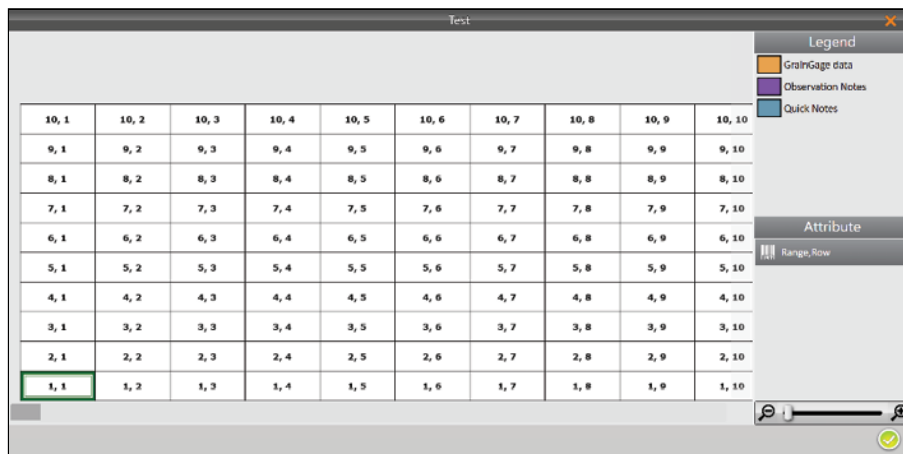 Test
Legend
GrainGage data
Observation Notes
Quick Notes
10, 1 10, 2 10, 3 10, 4 10, 5 10, 6 10, 7 10, 8 10, 9 10, 10
9, 1 9, 2 9, 3 9, 4 9, 5 9, 6 9, 7 9, 8 9, 9 9, 10
8, 1 8, 2 8, 3 8, 4 8, 5 8, 6 8, 7 8, 8 8, 9 8, 10
7, 1 7, 2 7, 3 7, 4 7, 5 7, 6 7, 7 7, 8 7, 9 7, 10
6, 1 6, 2 6, 3 6, 4 6, 5 6, 6 6, 7 6, 8 6, 9 6, 10
5, 1 5, 2 5, 3 5, 4 5, 5 5, 6 5, 7 5, 8 5, 9 5, 10
4, 1 4, 2 4, 3 4, 4 4, 5 4, 6 4, 7 4, 8 4, 9 4, 10
3, 1 3, 2 3, 3 3, 4 3, 5 3, 6 3, 7 3, 8 3, 9 3, 10
2, 1 2, 2 2, 3 2, 4 2, 5 2, 6 2, 7 2, 8 2, 9 2, 10
1, 1 1, 2 1, 3 1, 4 1, 5 1, 6 1, 7 1, 8 1, 9 1, 10
Attribute
Range,Row